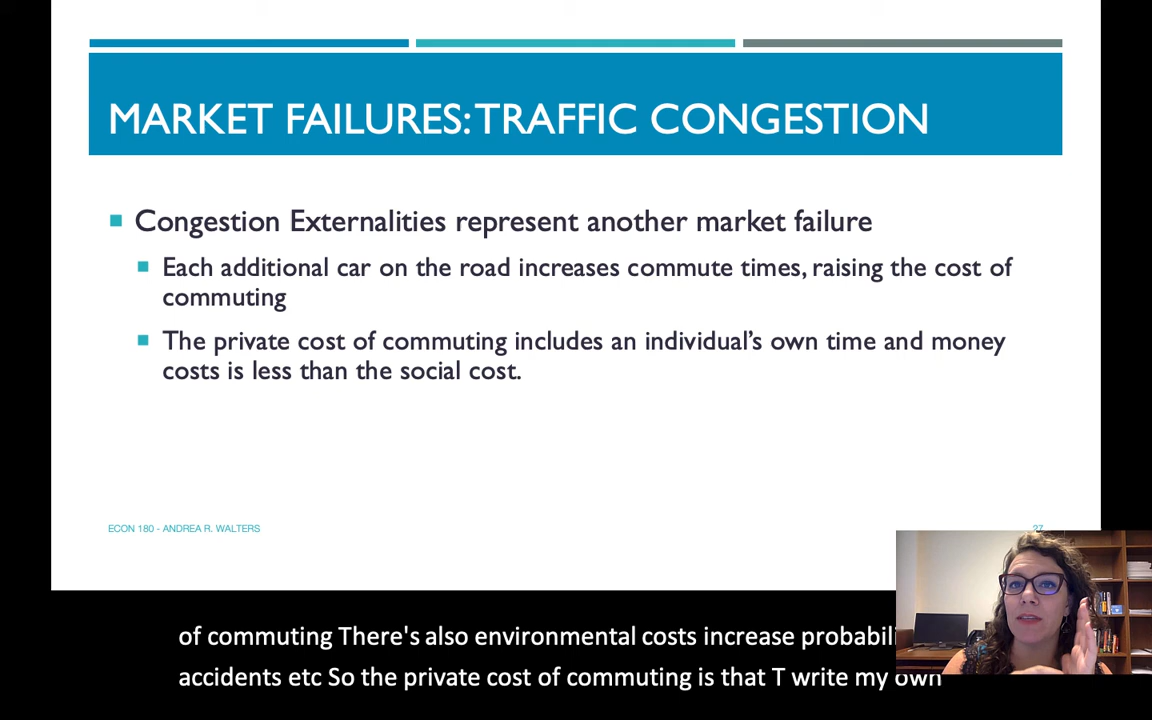 MARKET FAILURES: TRAFFIC CONGESTION
Congestion Externalities represent another market failure
Each additional car on the road increases commute times, raising the cost of
commuting
The private cost of commuting includes an individual's own time and money
costs is less than the social cost.
ECON 180 - ANDREA R. WALTERS
27
of commuting There's also environmental costs increase probabili
accidents etc So the private cost of commuting is that T write my own